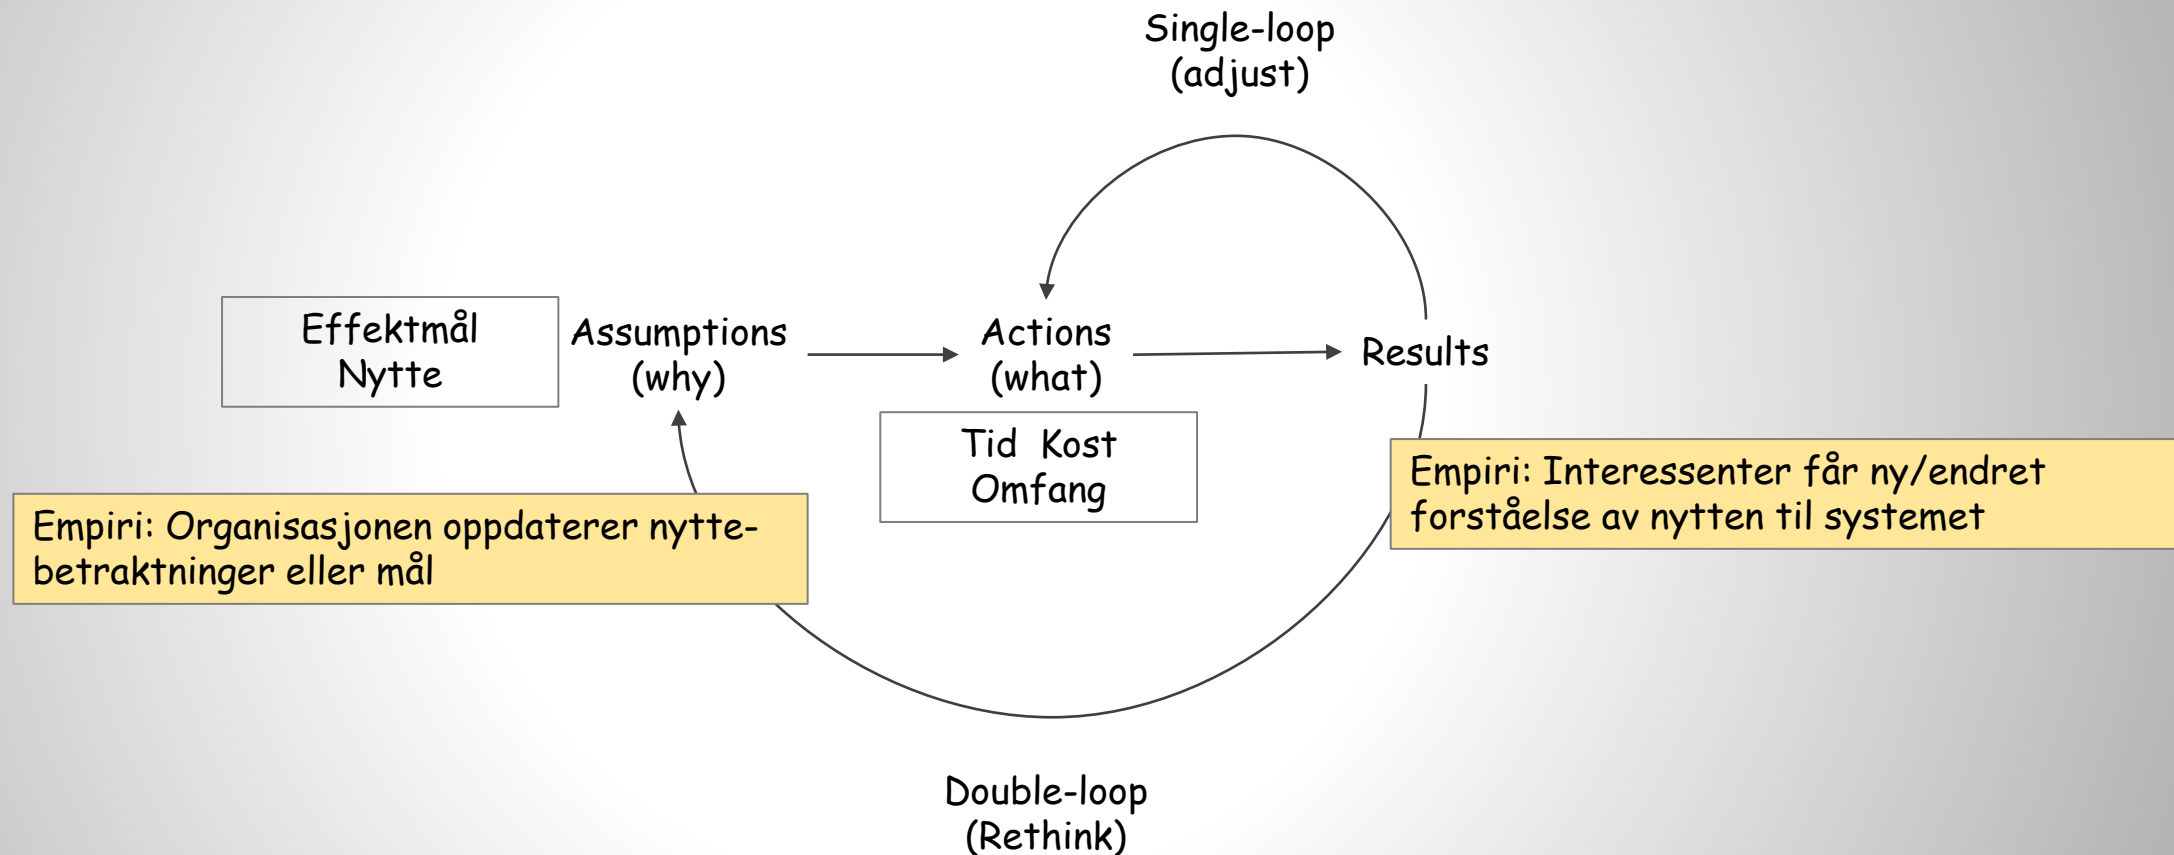 Single-loop
(adjust)
Effektmål
Nytte
Assumptions
(why)
Actions
(what)
Results
Tid Kost
Omfang
Empiri: Interessenter får ny/endret
forståelse av nytten til systemet
Empiri: Organisasjonen oppdaterer nytte-
betraktninger eller mål
Double-loop
(Rethink)